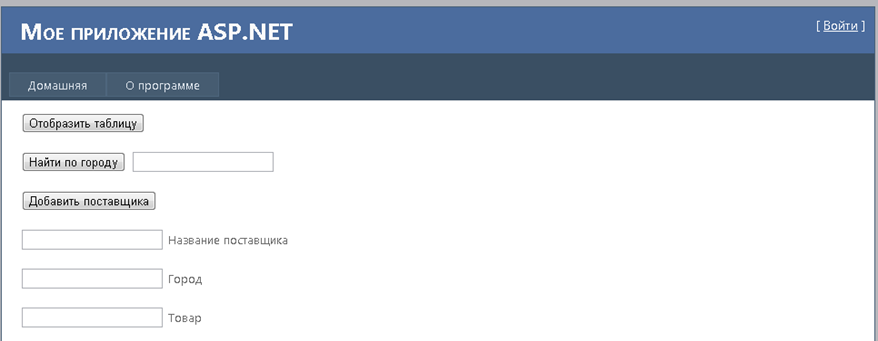 Мое приложение ASP.NET
[ Войти ]
Домашняя О программе
Отобразить таблицу
Найти по городу
Добавить поставщика
Название поставщика
Город
Товар